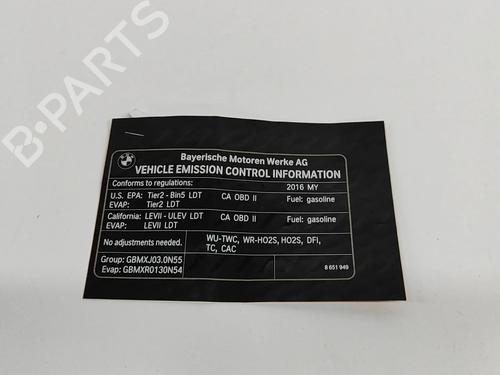 B-PARTS
Bayerische Motoren Werke AG
VEHICLE EMISSION CONTROL INFORMATION
Conforms to regulations: 2016 MY
U.S. EPA: Tier2 - Bin5 LDT CA OBD II Fuel: gasoline
EVAP: Tier2 LDT
California: LEVII - ULEV LDT CA OBD II Fuel: gasoline
EVAP: LEVII LDT
No adjustments needed. WU-TWC, WR-HO2S, HO2S, DFI,
TC, CAC
Group: GBMXJ03.0N55
Evap: GBMXR0130N54 8 651 949